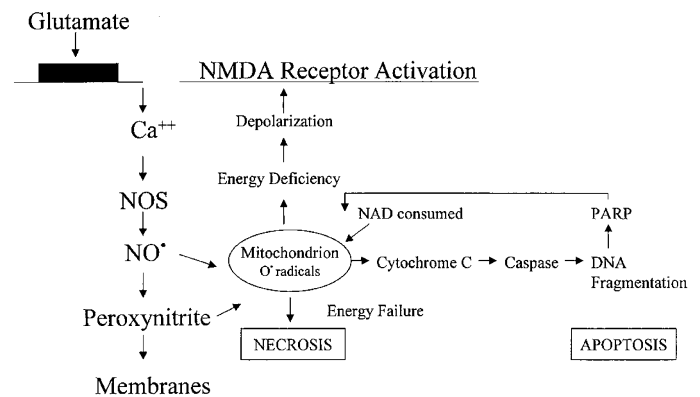 Glutamate
NMDA Receptor Activation
Depolarization
Ca++
Energy Deficiency
NOS
NAD consumed
PARP
NO•
Mitochondrion
O• radicals
Cytochrome C
Caspase
DNA
Fragmentation
Peroxynitrite
Energy Failure
NECROSIS
APOPTOSIS
Membranes